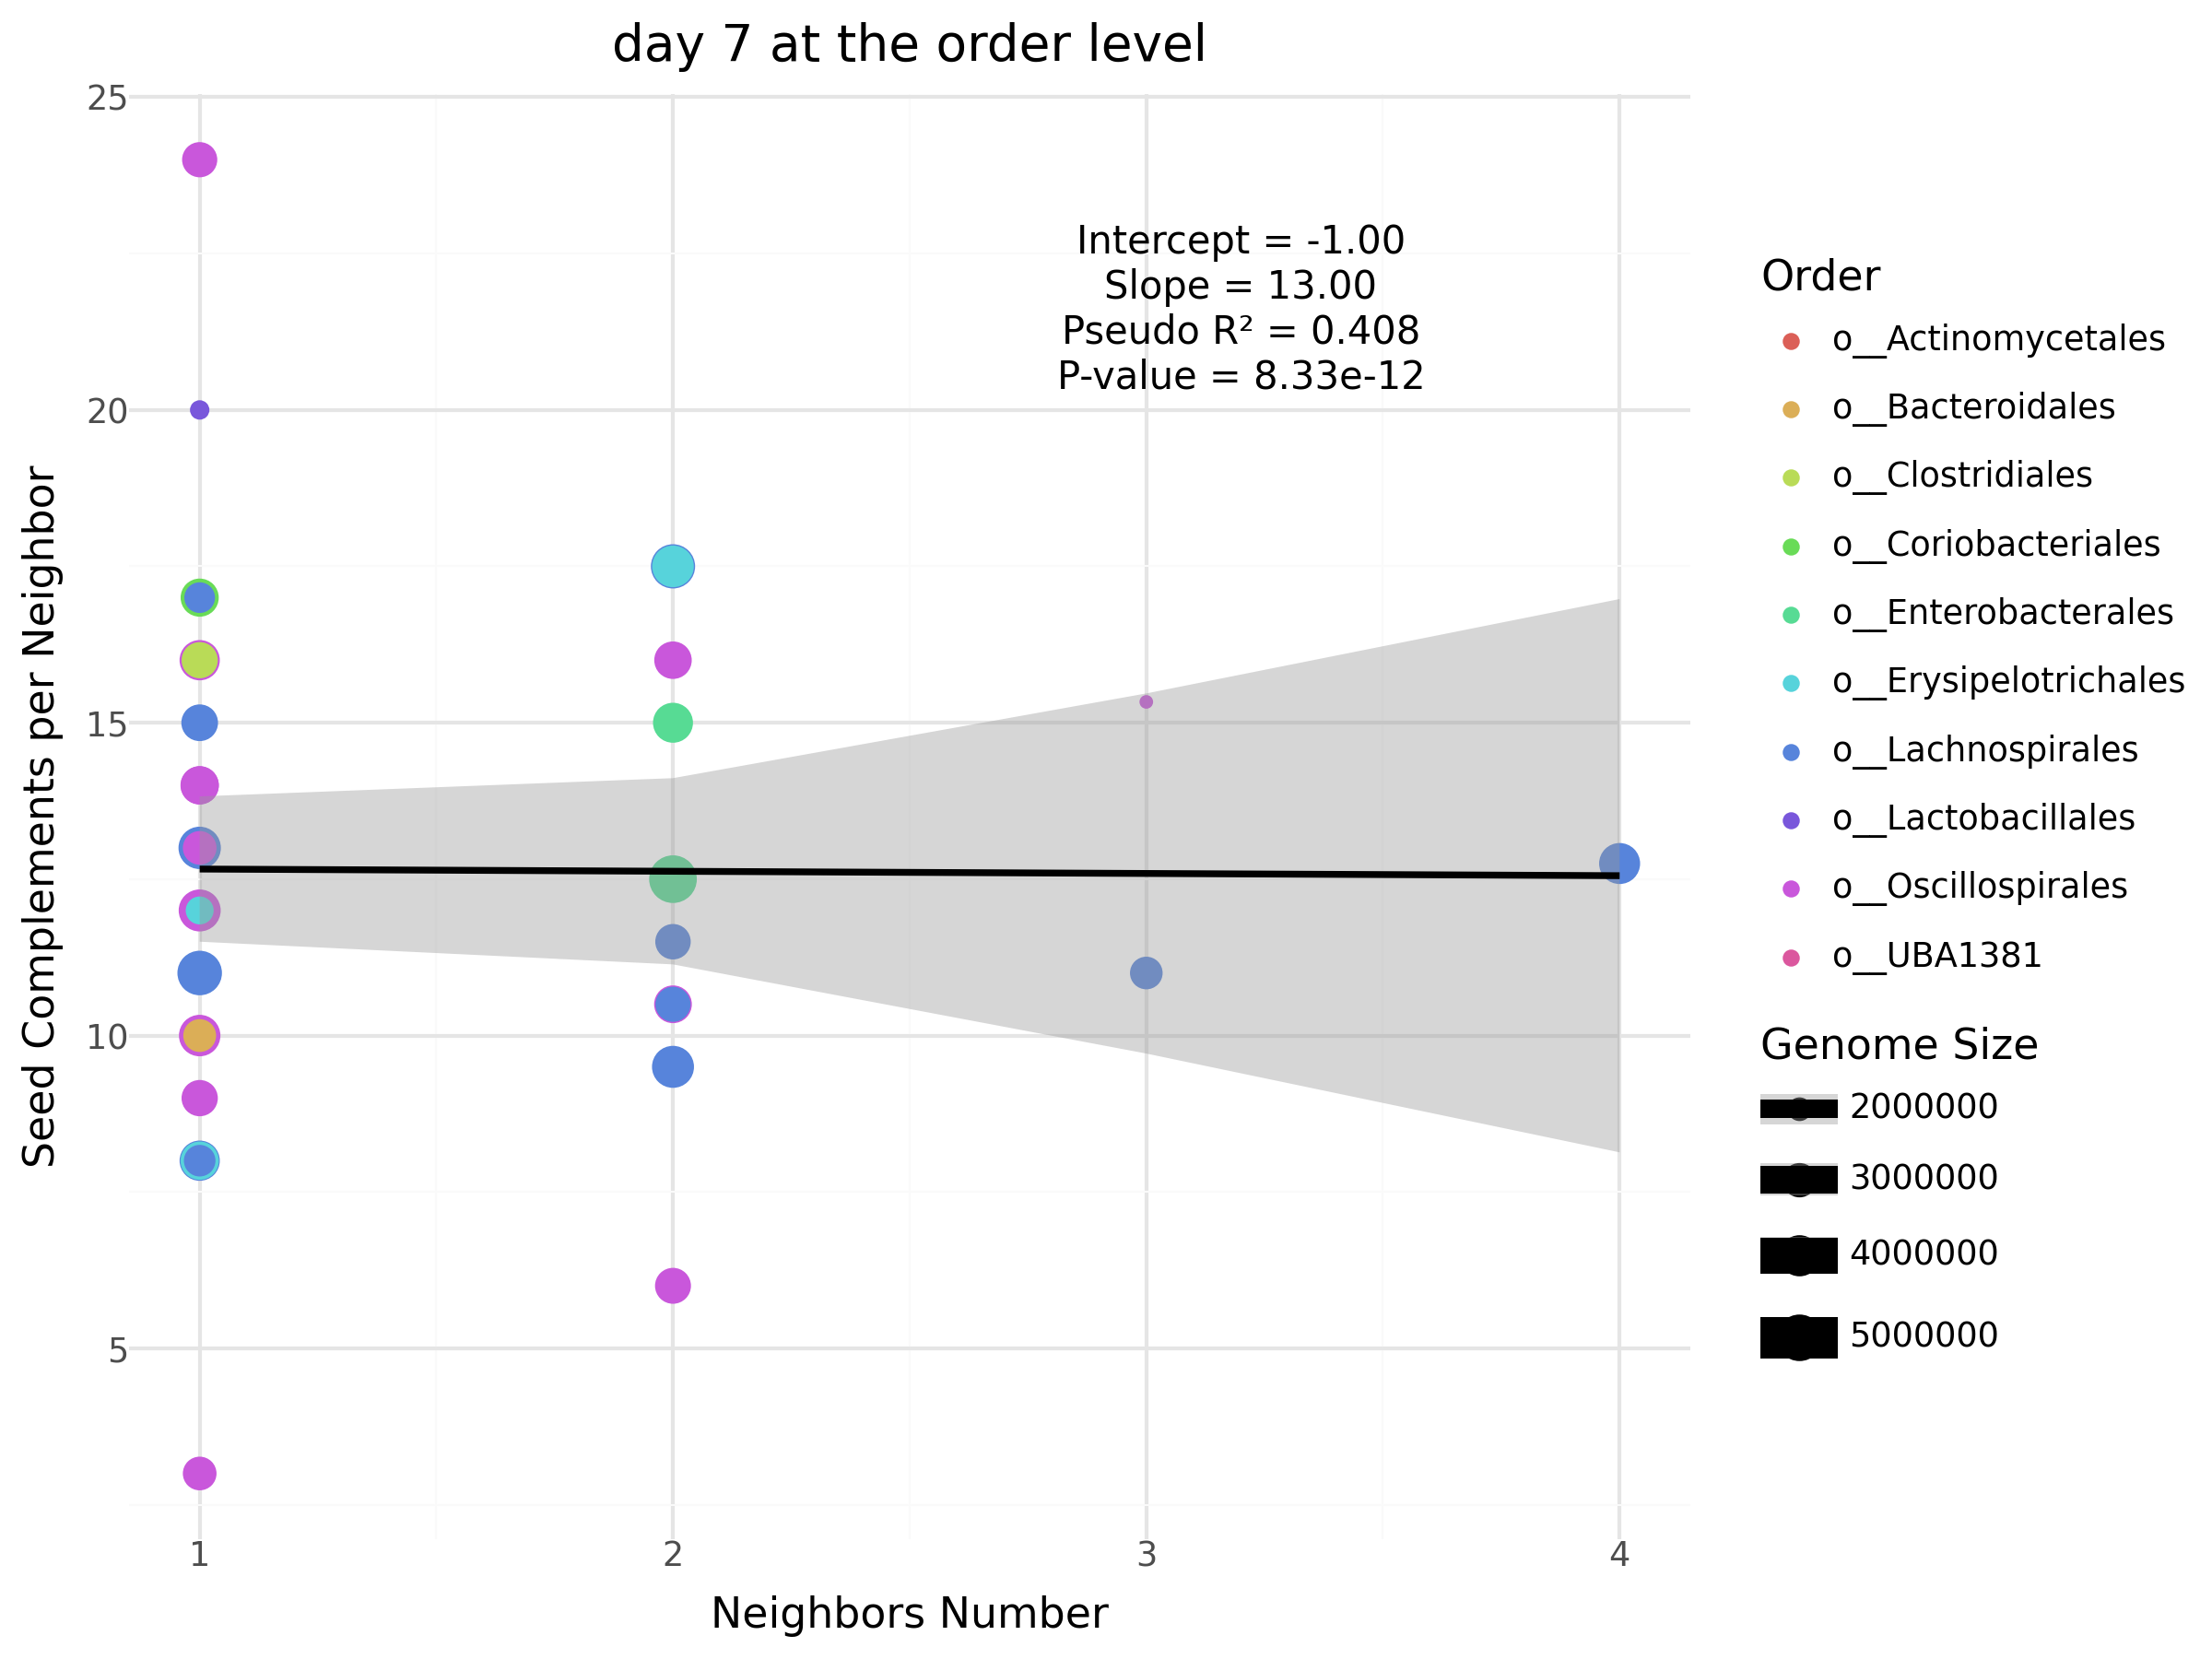 day 7 at the order level
25
20
15
10
5
Seed Complements per Neighbor
Intercept = -1.00
Slope = 13.00
Pseudo R² = 0.408
P-value = 8.33e-12
1 2 3 4
Neighbors Number
Order
o__Actinomycetales
o__Bacteroidales
o__Clostridiales
o__Coriobacteriales
o__Enterobacterales
o__Erysipelotrichales
o__Lachnospirales
o__Lactobacillales
o__Oscillospirales
o__UBA1381
Genome Size
2000000
3000000
4000000
5000000